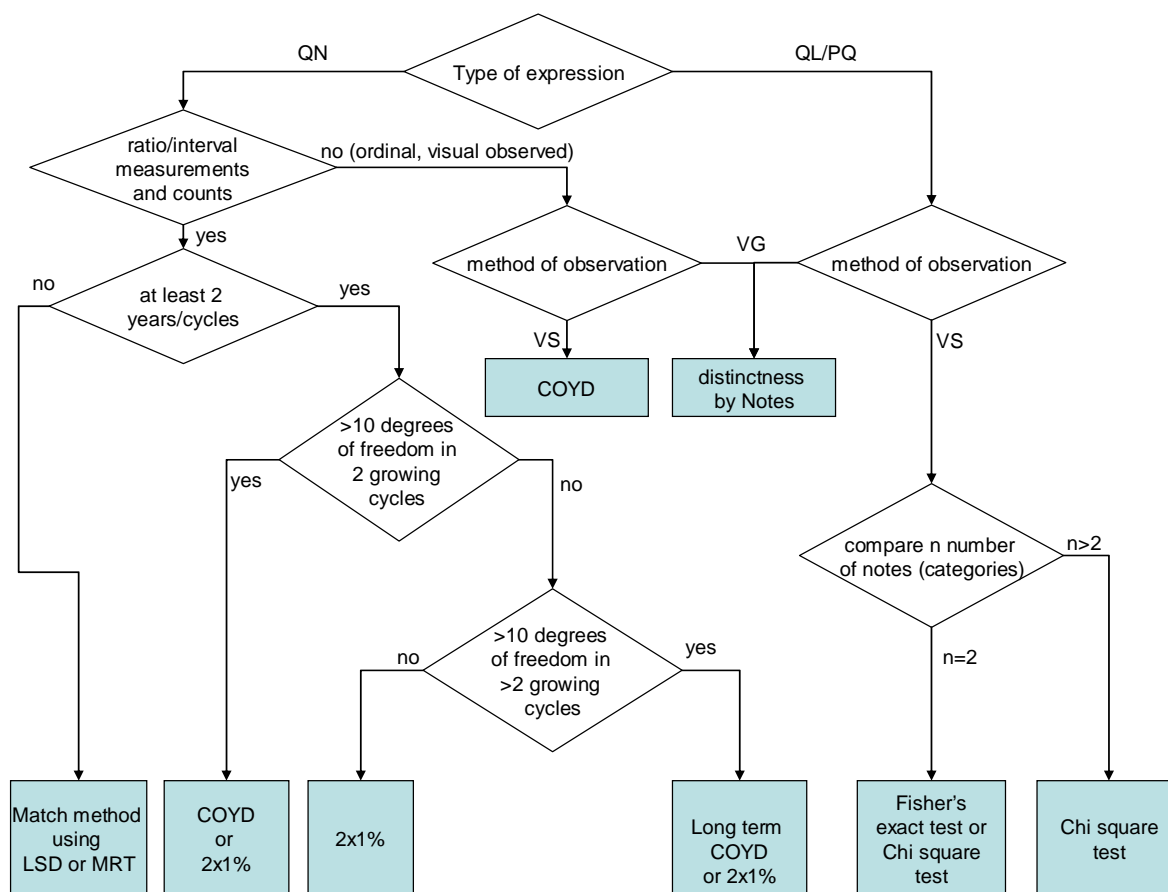 QN
QL/PQ
Type of expression
ratio/interval
measurements
and counts
no (ordinal, visual observed)
yes
VG
method of observation
method of observation
no
at least 2
years/cycles
yes
VS
VS
COYD
distinctness
by Notes
>10 degrees
of freedom in
2 growing
cycles
yes
no
compare n number
of notes (categories)
n>2
n=2
>10 degrees
of freedom in
>2 growing
cycles
no
yes
Match method
using
LSD or MRT
COYD
or
2x1%
2x1%
Long term
COYD
or 2x1%
Fisher's
exact test or
Chi square
test
Chi square
test